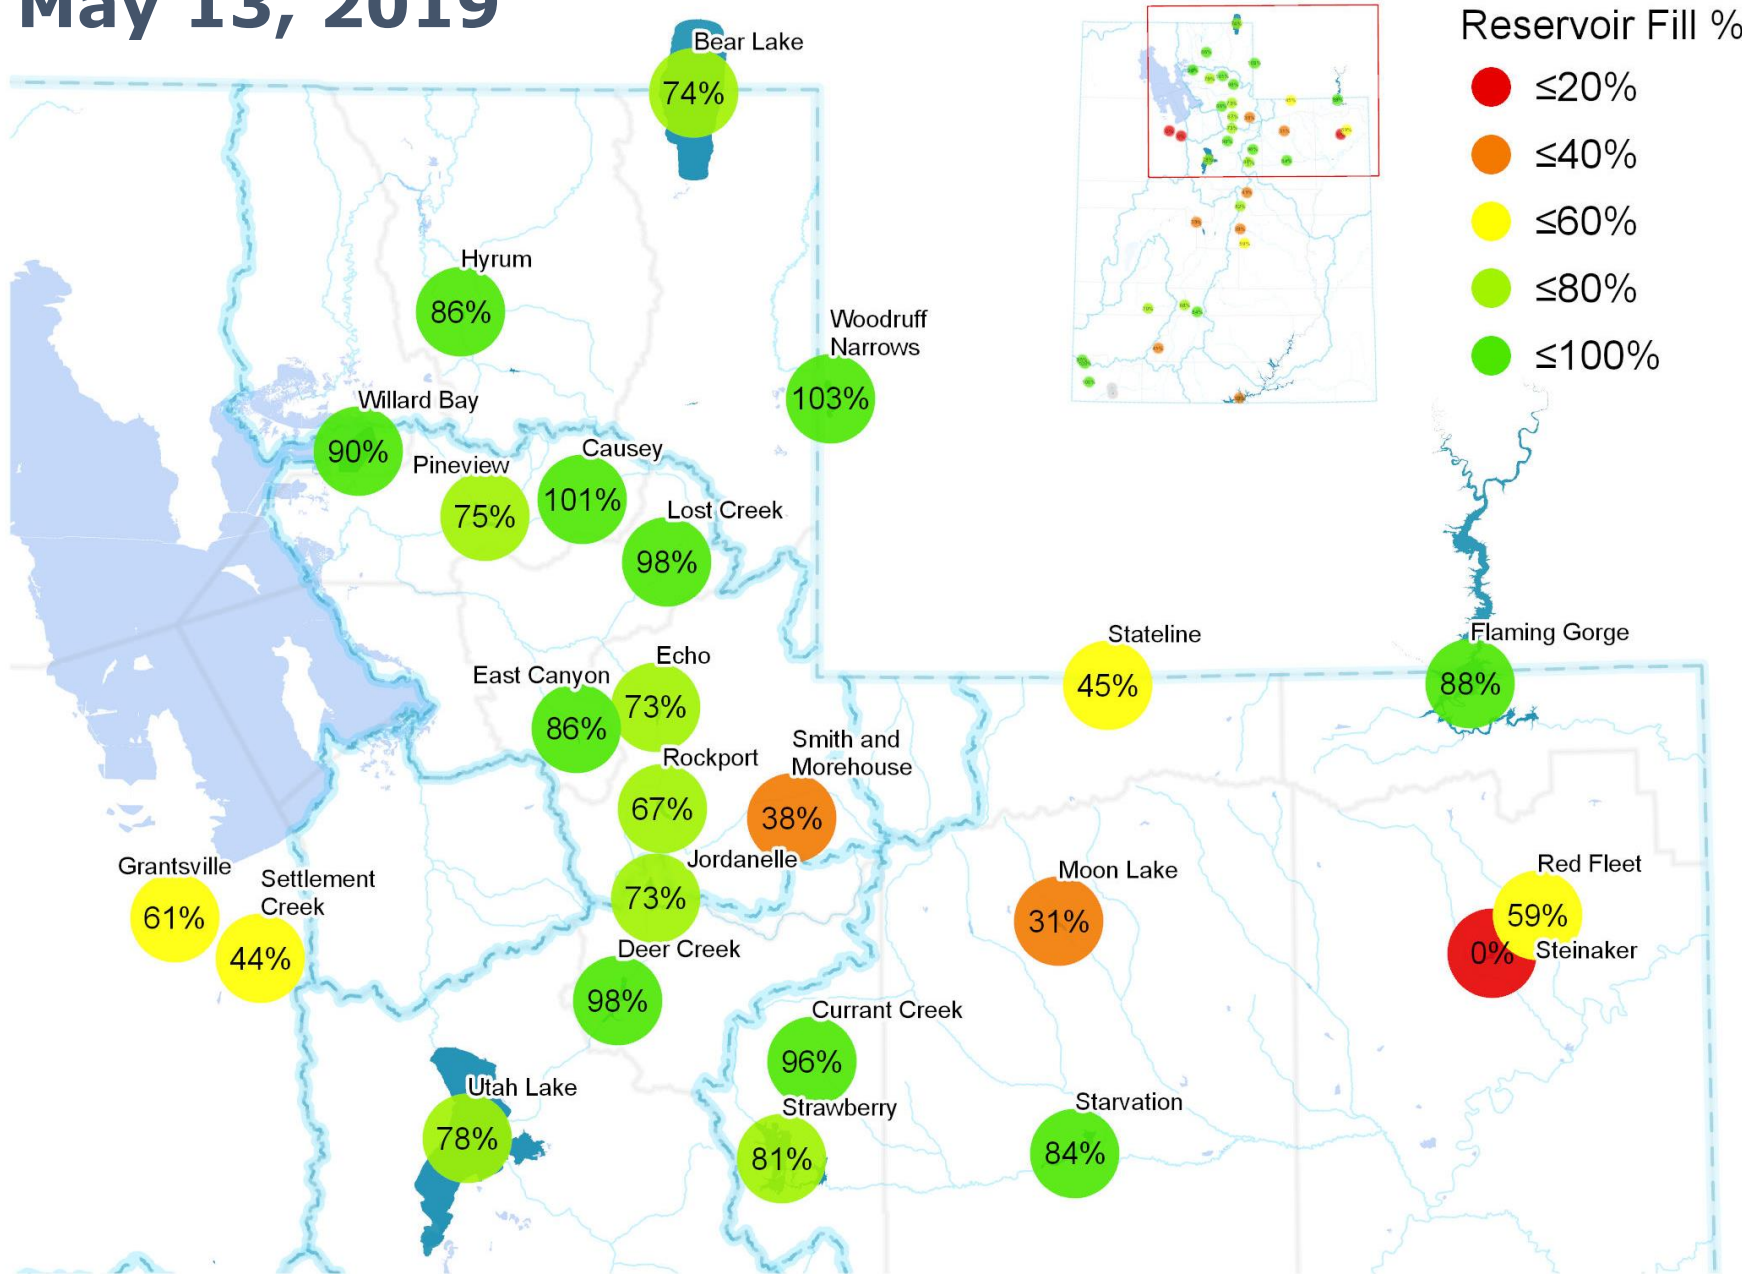 May 13, 2019
Reservoir Fill %
≤20%
≤40%
≤60%
≤80%
≤100%
Bear Lake
74%
Hyrum
86%
Woodruff
Narrows
103%
Willard Bay
90%
Pineview
75%
Causey
101%
Lost Creek
98%
Stateline
45%
Flaming Gorge
88%
Echo
73%
East Canyon
86%
Rockport
67%
Smith and
Morehouse
38%
Jordanelle
73%
Grantsville
61%
Settlement
Creek
44%
Moon Lake
31%
Red Fleet
59%
Steinaker
0%
Deer Creek
98%
Currant Creek
96%
Utah Lake
78%
Strawberry
81%
Starvation
84%